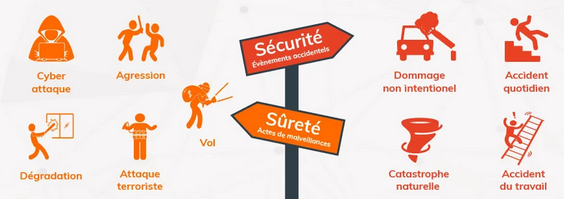 Cyber
attaque
Agression
Vol
Dégradation
Attaque
terroriste
Sécurité
Évènements accidentels
Sûreté
Actes de malveillances
Dommage
non intentionel
Accident
quotidien
Catastrophe
naturelle
Accident
du travail